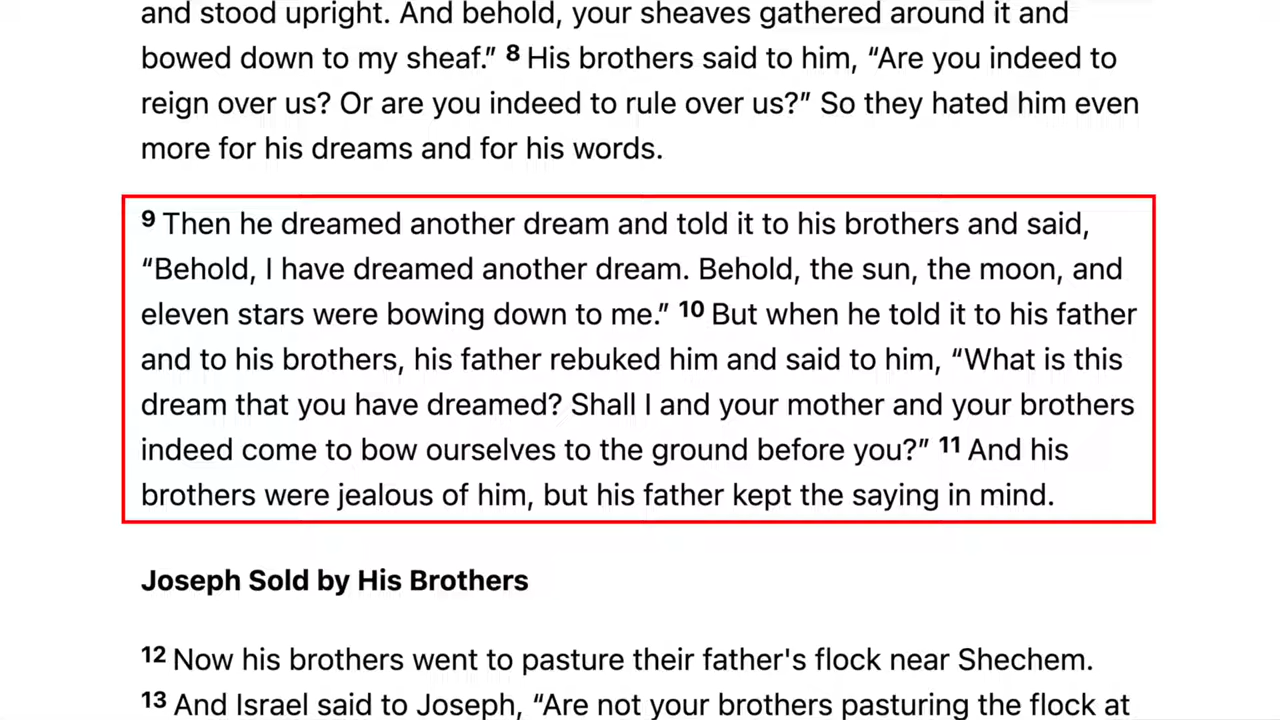 and stood upright. And behold, your sheaves gathered around it and
bowed down to my sheaf.” 8 His brothers said to him, “Are you indeed to
reign over us? Or are you indeed to rule over us?” So they hated him even
more for his dreams and for his words.
9 Then he dreamed another dream and told it to his brothers and said,
“Behold, I have dreamed another dream. Behold, the sun, the moon, and
eleven stars were bowing down to me.” 10 But when he told it to his father
and to his brothers, his father rebuked him and said to him, “What is this
dream that you have dreamed? Shall I and your mother and your brothers
indeed come to bow ourselves to the ground before you?” 11 And his
brothers were jealous of him, but his father kept the saying in mind.
Joseph Sold by His Brothers
12 Now his brothers went to pasture their father's flock near Shechem.
13 And Israel said to Joseph, “Are not your brothers pasturing the flock at